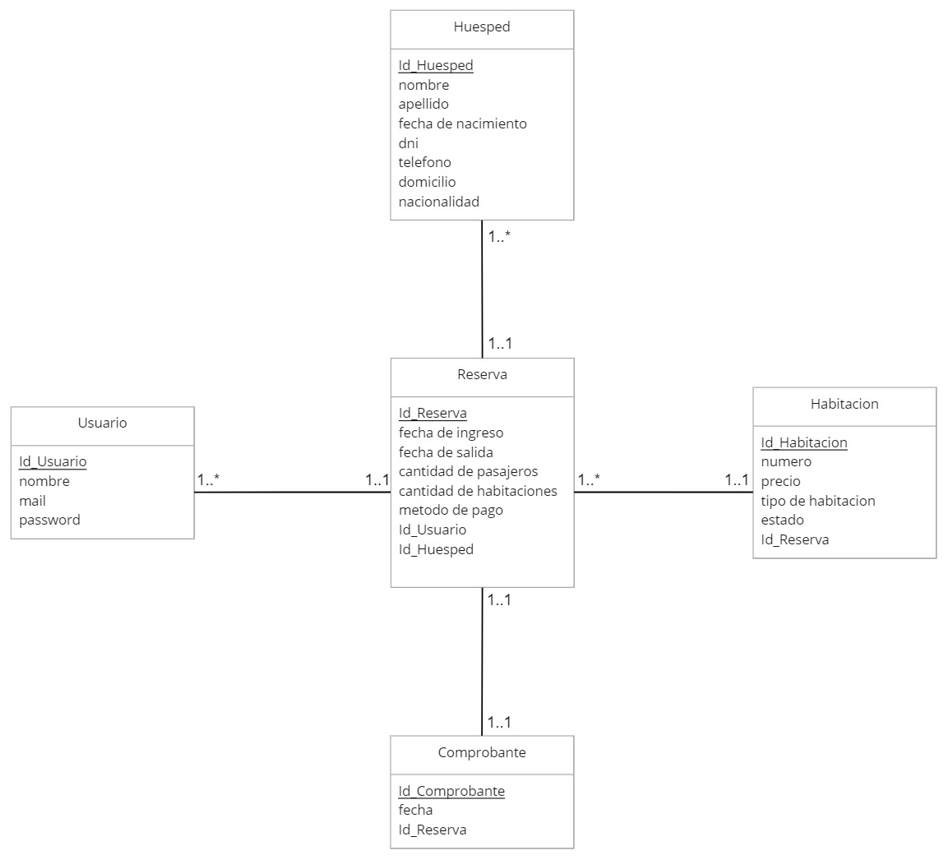 Huesped
Id_Huesped
nombre
apellido
fecha de nacimiento
dni
telefono
domicilio
nacionalidad
1..*
1..1
Reserva
Id_Reserva
fecha de ingreso
fecha de salida
cantidad de pasajeros
cantidad de habitaciones
metodo de pago
Id_Usuario
Id_Huesped
Usuario
Id_Usuario
nombre
mail
password
1..*
1..1
1..*
1..1
Habitacion
Id_Habitacion
numero
precio
tipo de habitacion
estado
Id_Reserva
1..1
1..1
Comprobante
Id_Comprobante
fecha
Id_Reserva